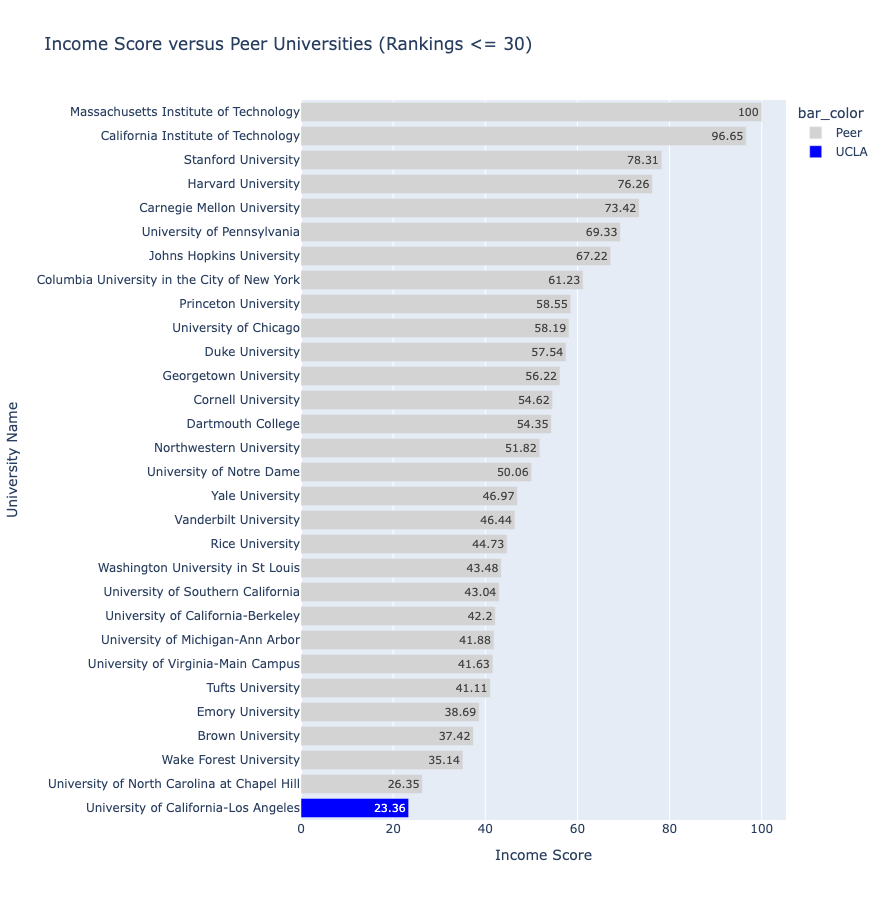 Income Score versus Peer Universities (Rankings <= 30)
bar_color
Peer
UCLA
University Name
Massachusetts Institute of Technology 100
California Institute of Technology 96.65
Stanford University 78.31
Harvard University 76.26
Carnegie Mellon University 73.42
University of Pennsylvania 69.33
Johns Hopkins University 67.22
Columbia University in the City of New York 61.23
Princeton University 58.55
University of Chicago 58.19
Duke University 57.54
Georgetown University 56.22
Cornell University 54.62
Dartmouth College 54.35
Northwestern University 51.82
University of Notre Dame 50.06
Yale University 46.97
Vanderbilt University 46.44
Rice University 44.73
Washington University in St Louis 43.48
University of Southern California 43.04
University of California-Berkeley 42.2
University of Michigan-Ann Arbor 41.88
University of Virginia-Main Campus 41.63
Tufts University 41.11
Emory University 38.69
Brown University 37.42
Wake Forest University 35.14
University of North Carolina at Chapel Hill 26.35
University of California-Los Angeles 23.36
0 20 40 60 80 100
Income Score